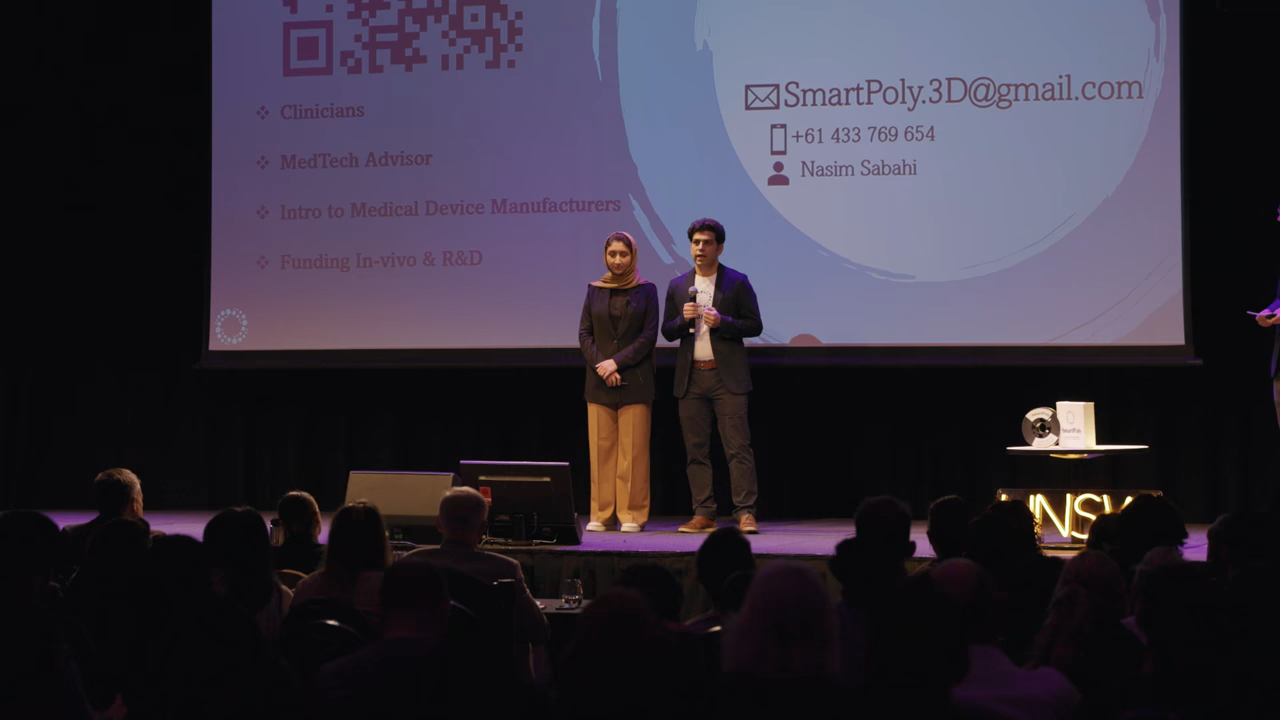 Clinicians
MedTech Advisor
Intro to Medical Device Manufacturers
Funding In-vivo & R&D
SmartPoly.3D@gmail.com
+61 433 769 654
Nasim Sabahi
UNSW